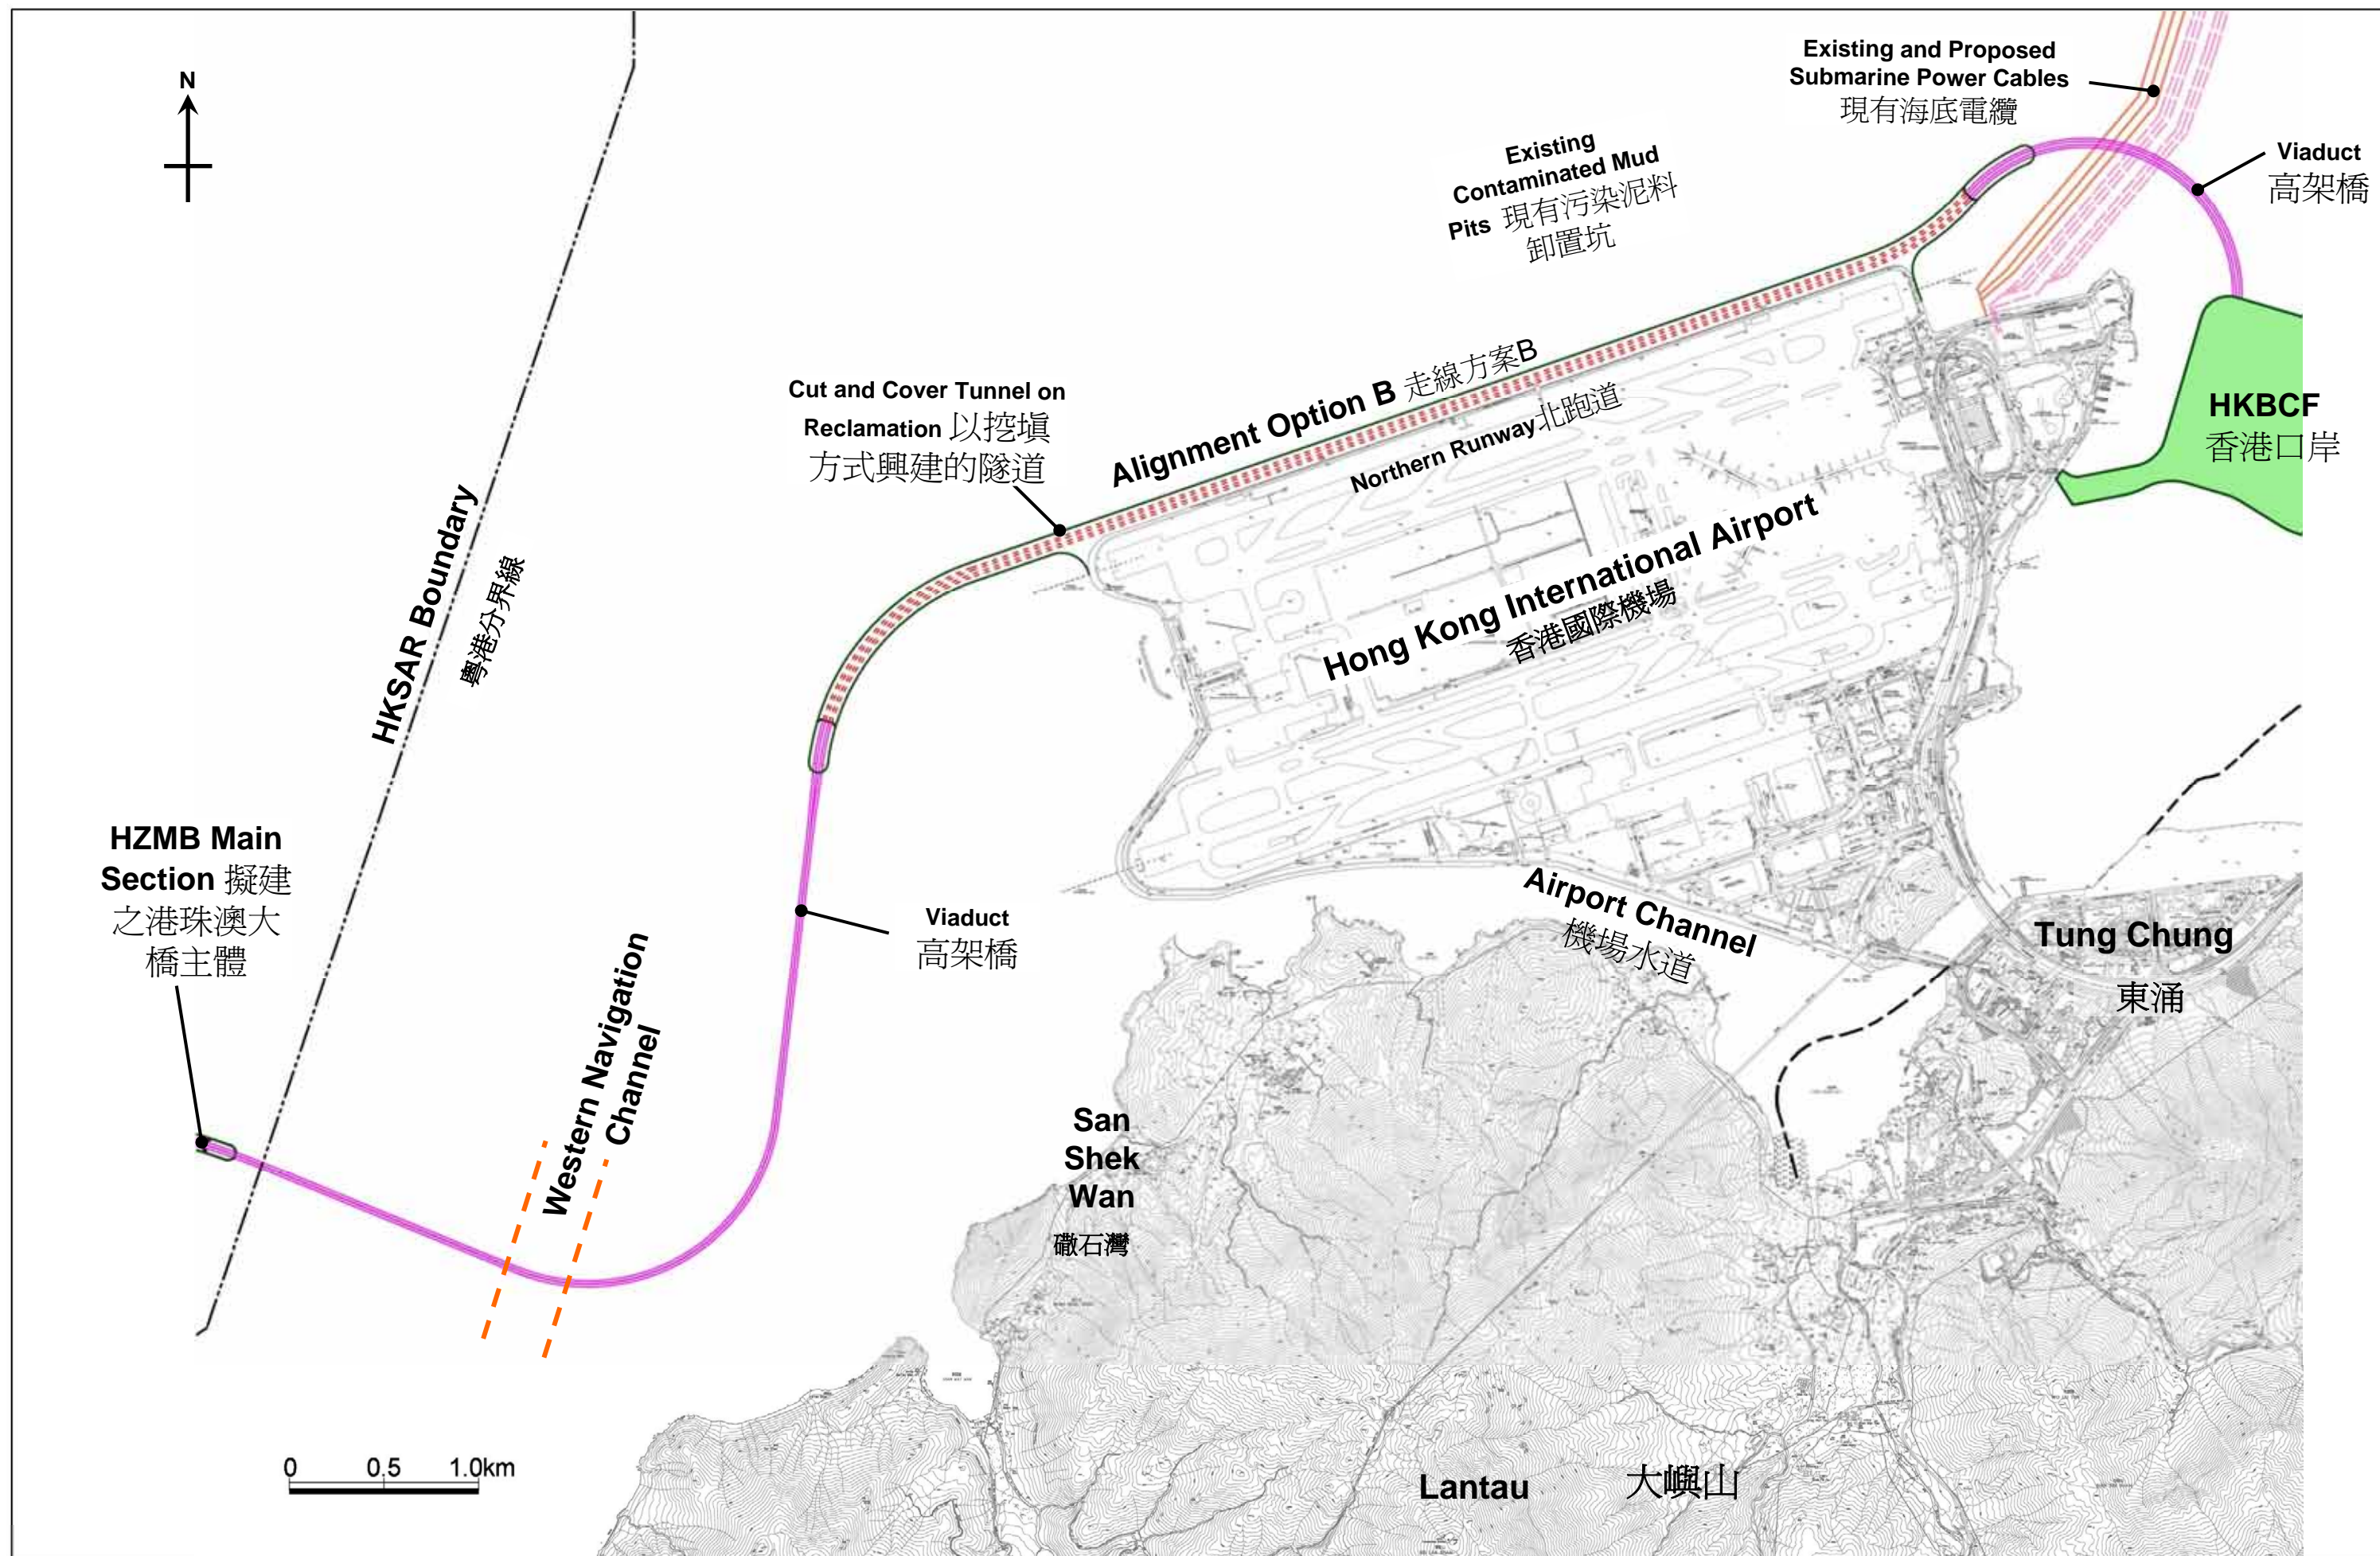 N
Existing and Proposed
Submarine Power Cables
現有海底電纜
Viaduct
高架橋
Existing
Contaminated Mud
Pits 現有污染泥料
卸置坑
Cut and Cover Tunnel on
Reclamation 以挖塡
方式興建的隧道
Alignment Option B 走線方案B
Northern Runway北跑道
HKBCF
香港口岸
Hong Kong International Airport
香港國際機場
HKSAR Boundary
粵港分界線
HZMB Main
Section 擬建
之港珠澳大
橋主體
Viaduct
高架橋
Western Navigation
Channel
Airport Channel
機場水道
Tung Chung
東涌
San
Shek
Wan
䃟石灣
Lantau 大嶼山
0 0.5 1.0km